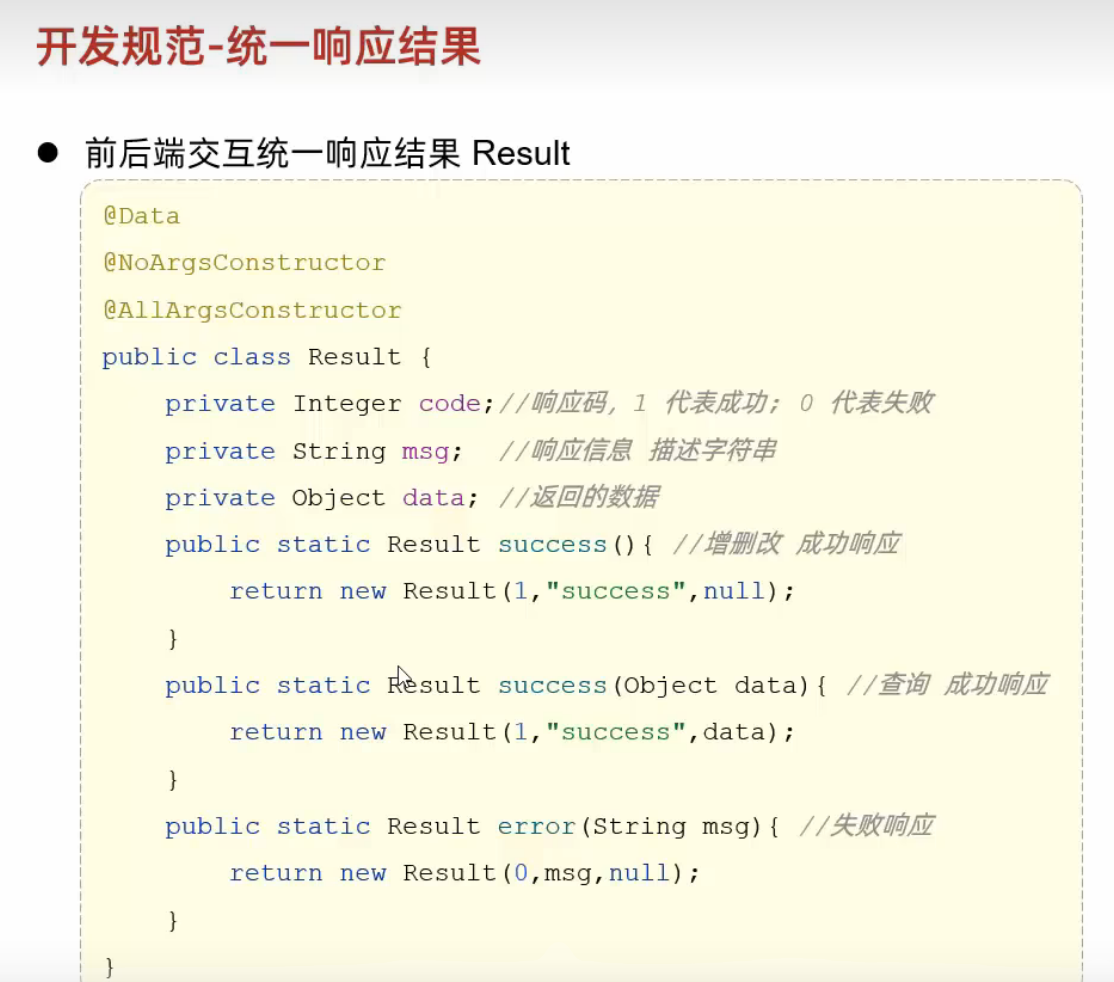 开发规范-统一响应结果
● 前后端交互统一响应结果 Result
@Data
@NoArgsConstructor
@AllArgsConstructor
public class Result {
private Integer code;//响应码，1 代表成功; 0 代表失败
private String msg; //响应信息 描述字符串
private Object data; //返回的数据
public static Result success(){ //增删改 成功响应
return new Result(1,"success",null);
}
public static Result success(Object data){ //查询 成功响应
return new Result(1,"success",data);
}
public static Result error(String msg){ //失败响应
return new Result(0,msg,null);
}
}